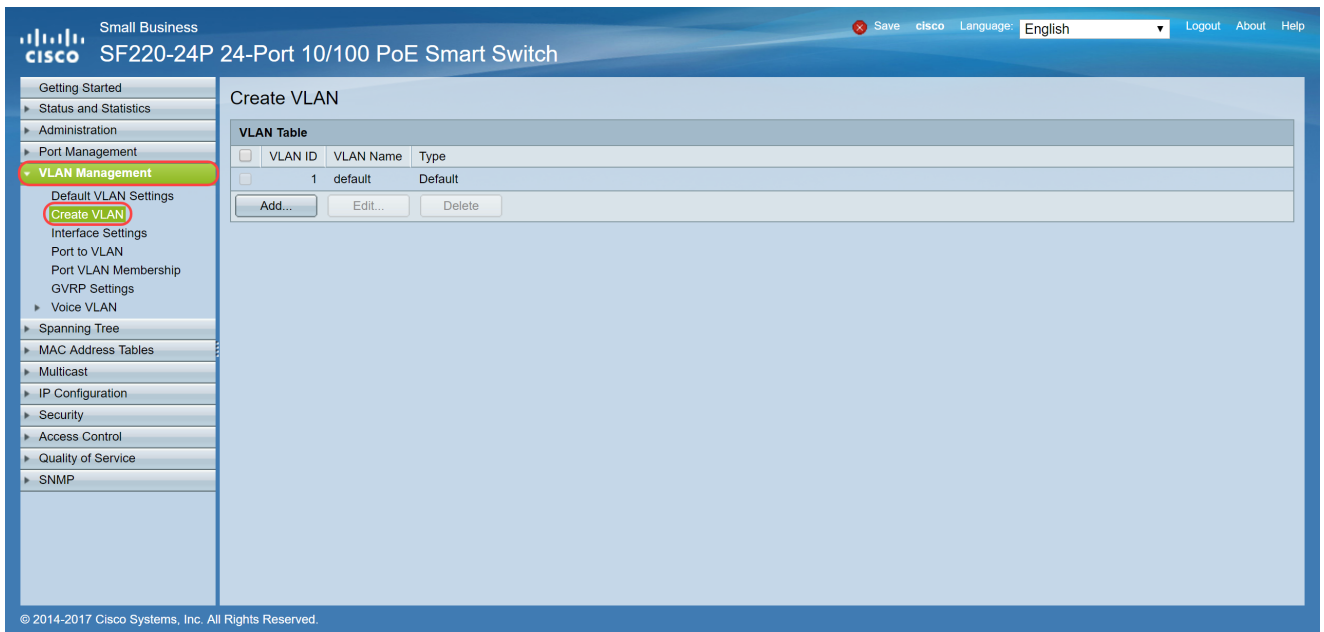 Small Business
cisco SF220-24P 24-Port 10/100 PoE Smart Switch
Save cisco Language: English Logout About Help
Getting Started
Status and Statistics
Administration
Port Management
VLAN Management
Default VLAN Settings
Create VLAN
Interface Settings
Port to VLAN
Port VLAN Membership
GVRP Settings
Voice VLAN
Spanning Tree
MAC Address Tables
Multicast
IP Configuration
Security
Access Control
Quality of Service
SNMP
Create VLAN
VLAN Table
VLAN ID VLAN Name Type
1 default Default
Add... Edit... Delete
© 2014-2017 Cisco Systems, Inc. All Rights Reserved.